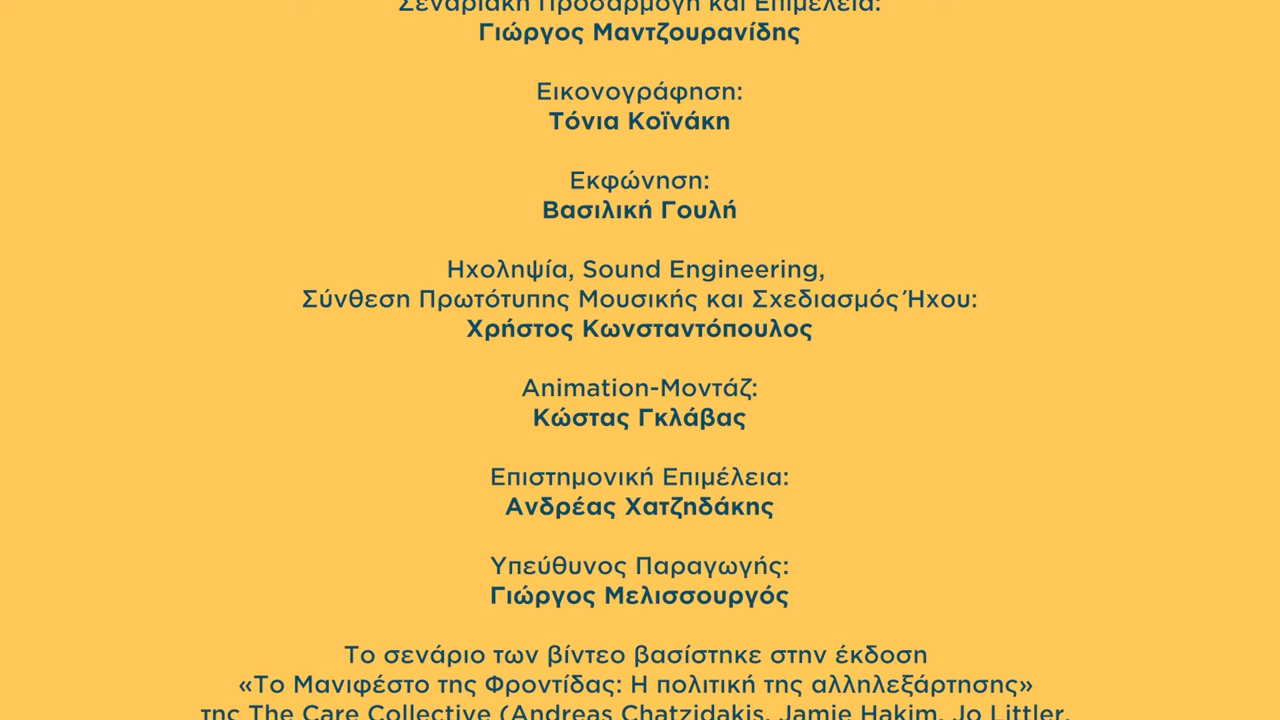 Σεναριακή Προσαρμογή και Επιμέλεια:
Γιώργος Μαντζουρανίδης
Εικονογράφηση:
Τόνια Κοϊνάκη
Εκφώνηση:
Βασιλική Γουλή
Ηχοληψία, Sound Engineering,
Σύνθεση Πρωτότυπης Μουσικής και Σχεδιασμός Ήχου:
Χρήστος Κωνσταντόπουλος
Animation-Μοντάζ:
Κώστας Γκλάβας
Επιστημονική Επιμέλεια:
Ανδρέας Χατζηδάκης
Υπεύθυνος Παραγωγής:
Γιώργος Μελισσουργός
Το σενάριο των βίντεο βασίστηκε στην έκδοση
«Το Μανιφέστο της Φροντίδας: Η πολιτική της αλληλεξάρτησης»
της The Care Collective (Andreas Chatzidakis, Jamie Hakim, Jo Littler,